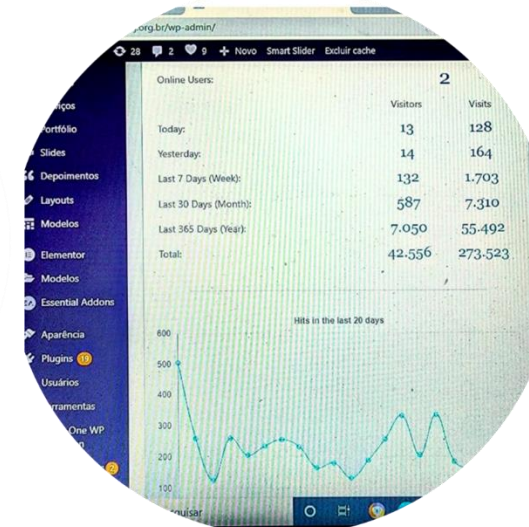 .org.br/wp-admin/
28 2 9 + Novo Smart Slider Excluir cache
Online Users: 2
Visitors Visits
Today: 13 128
Yesterday: 14 164
Last 7 Days (Week): 132 1.703
Last 30 Days (Month): 587 7.310
Last 365 Days (Year): 7.050 55.492
Total: 42.556 273.523
Portfólio
Slides
Depoimentos
Layouts
Modelos
Elementor
Modelos
Essential Addons
Aparência
Plugins 19
Usuários
One WP
2
Hits in the last 20 days
600
500
400
300
200
100